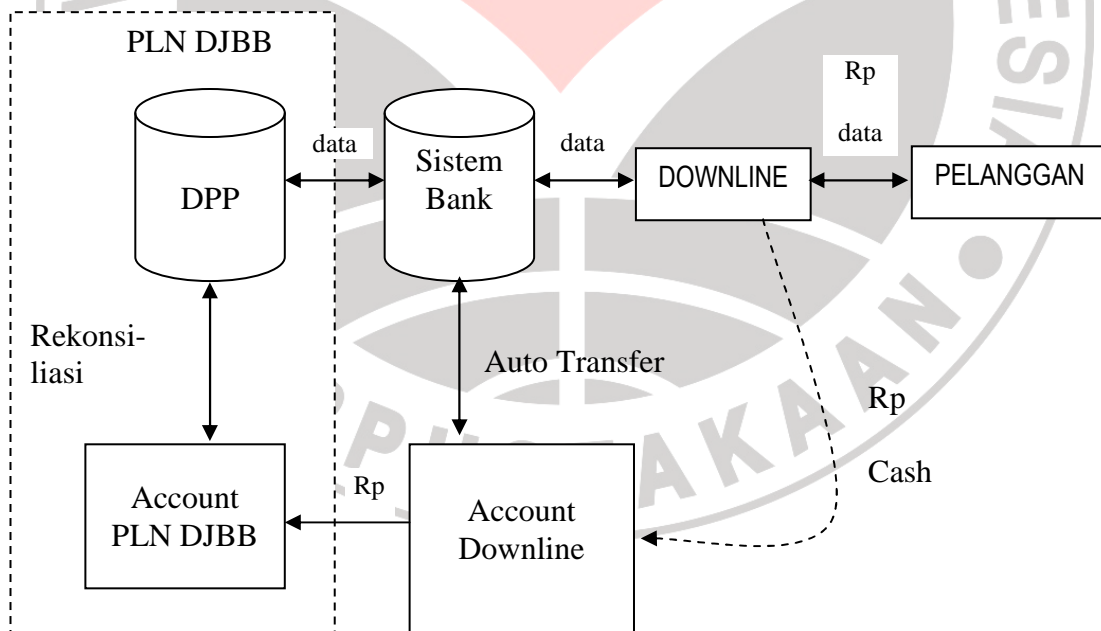 PLN DJBB
Rp
data
data
data
DPP
Sistem
Bank
DOWNLINE
PELANGGAN
Rekonsi-
liasi
Auto Transfer
Rp
Cash
Rp
Account
PLN DJBB
Account
Downline